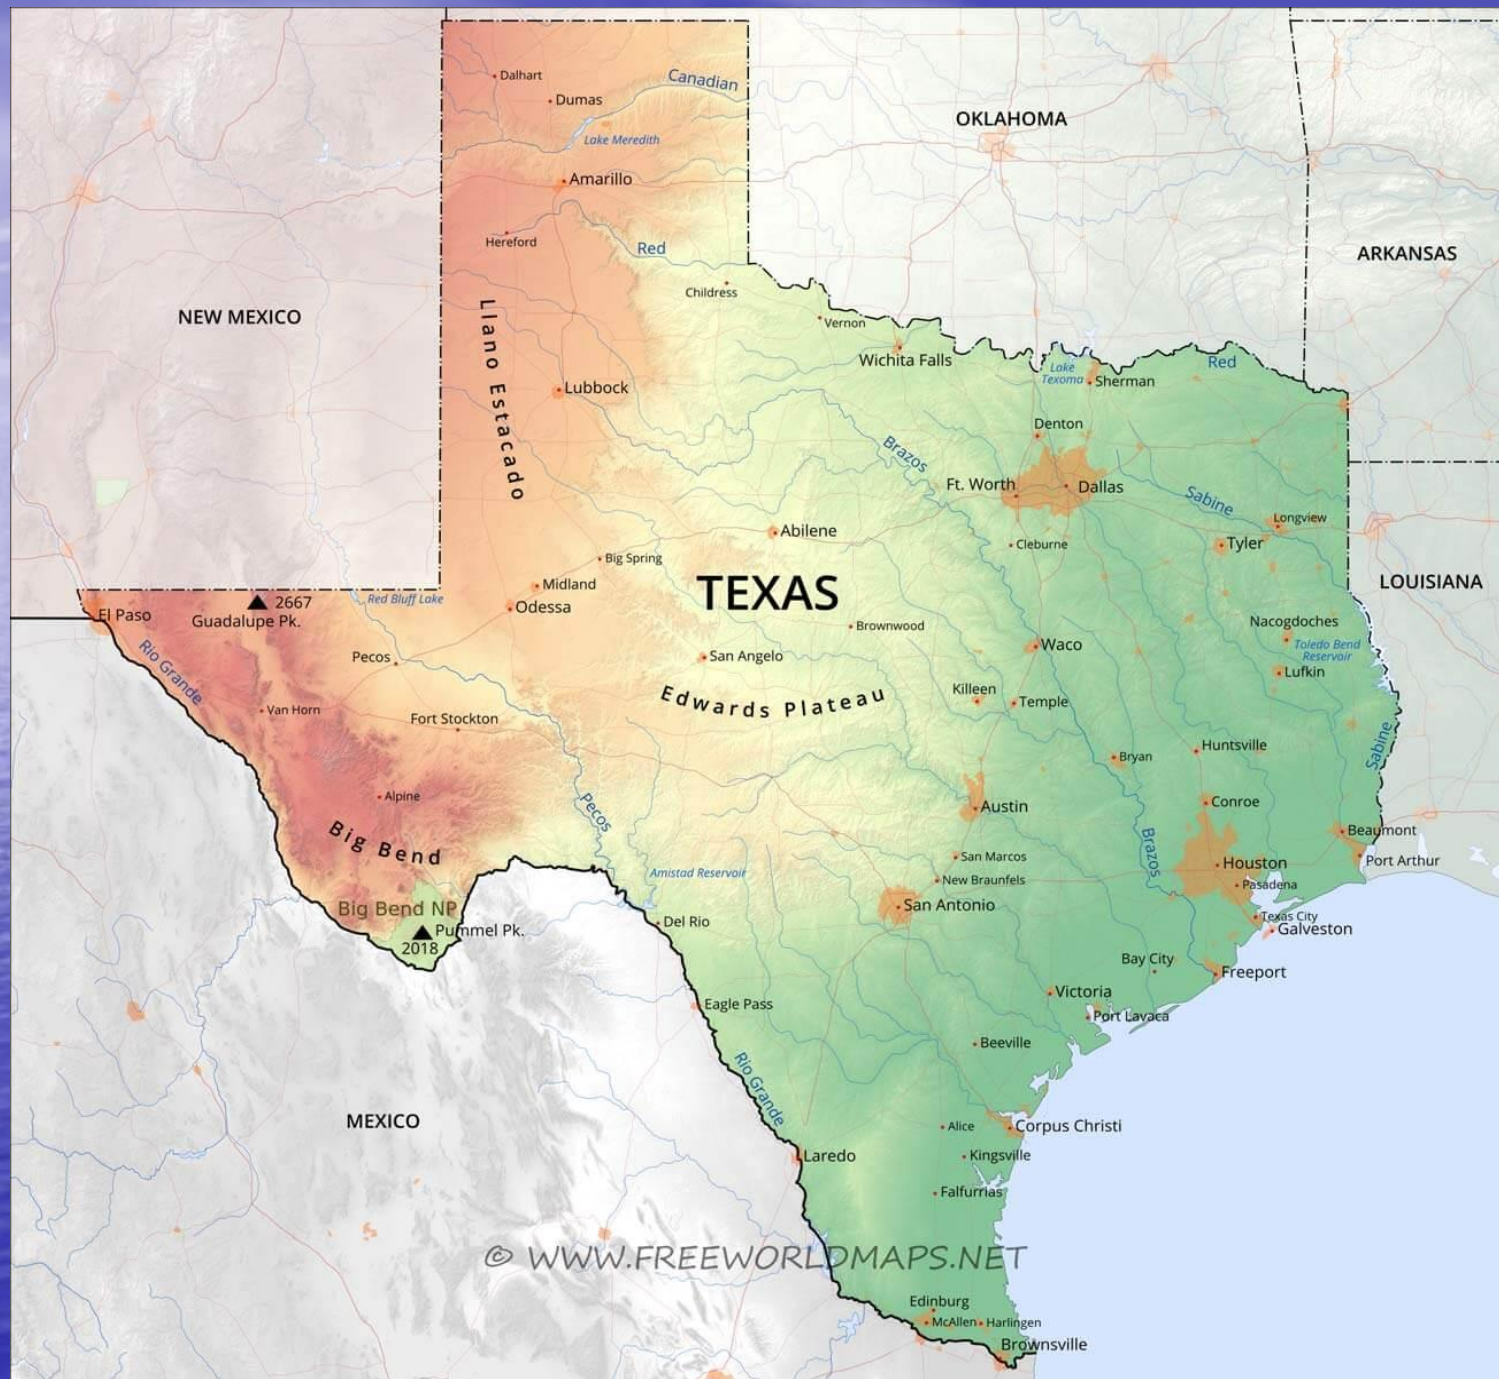 Dalhart
Canadian
Dumas
OKLAHOMA
Lake Meredith
Amarillo
Hereford
Red
ARKANSAS
Childress
NEW MEXICO
Llano Estacado
Vernon
Wichita Falls
Lake
Texoma
Red
Sherman
Lubbock
Denton
Brazos
Ft. Worth
Dallas
Sabine
Longview
Abilene
Cleburne
Tyler
Big Spring
Midland
TEXAS
LOUISIANA
Red Bluff Lake
2667
Guadalupe Pk.
El Paso
Odessa
Brownwood
Nacogdoches
Toledo Bend
Reservoir
Rio Grande
Pecos
San Angelo
Waco
Lufkin
Edwards Plateau
Killeen
Temple
Van Horn
Fort Stockton
Bryan
Huntsville
Sabine
Alpine
Pecos
Austin
Conroe
Big Bend
Brazos
Beaumont
San Marcos
Houston
Port Arthur
Amistad Reservoir
New Braunfels
Pasadena
Big Bend NP
San Antonio
Pummel Pk.
2018
Del Rio
Texas City
Galveston
Bay City
Freeport
Eagle Pass
Victoria
Port Lavaca
Beeville
Rio Grande
MEXICO
Alice
Corpus Christi
Laredo
Kingsville
Falfurrias
© WWW.FREEWORLDMAPS.NET
Edinburg
McAllen
Harlingen
Brownsville